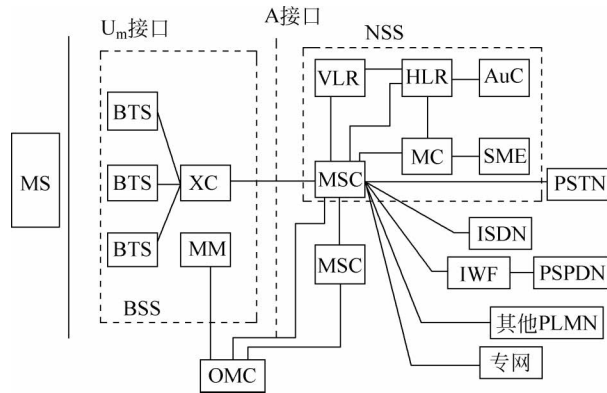 U_m接口
A接口
NSS
VLR
HLR
AuC
BTS
MC
SME
MS
BTS
XC
MSC
PSTN
ISDN
BTS
MM
MSC
IWF
PSPDN
BSS
其他PLMN
专网
OMC